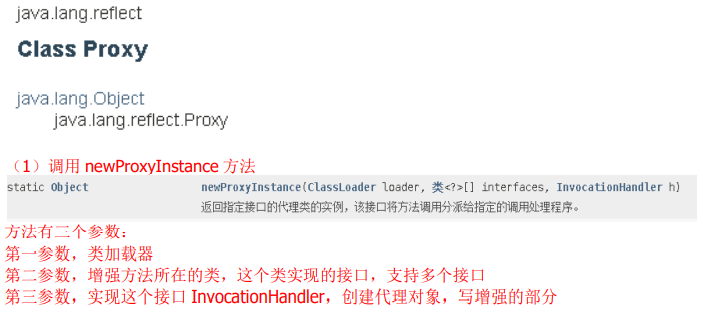 java.lang.reflect
Class Proxy
java.lang.Object
java.lang.reflect.Proxy
（1）调用 newProxyInstance 方法
static Object newProxyInstance(ClassLoader loader, 类<?>[] interfaces, InvocationHandler h)
返回指定接口的代理类的实例，该接口将方法调用分派给指定的调用处理程序。
方法有三个参数：
第一参数，类加载器
第二参数，增强方法所在的类，这个类实现的接口，支持多个接口
第三参数，实现这个接口 InvocationHandler，创建代理对象，写增强的部分